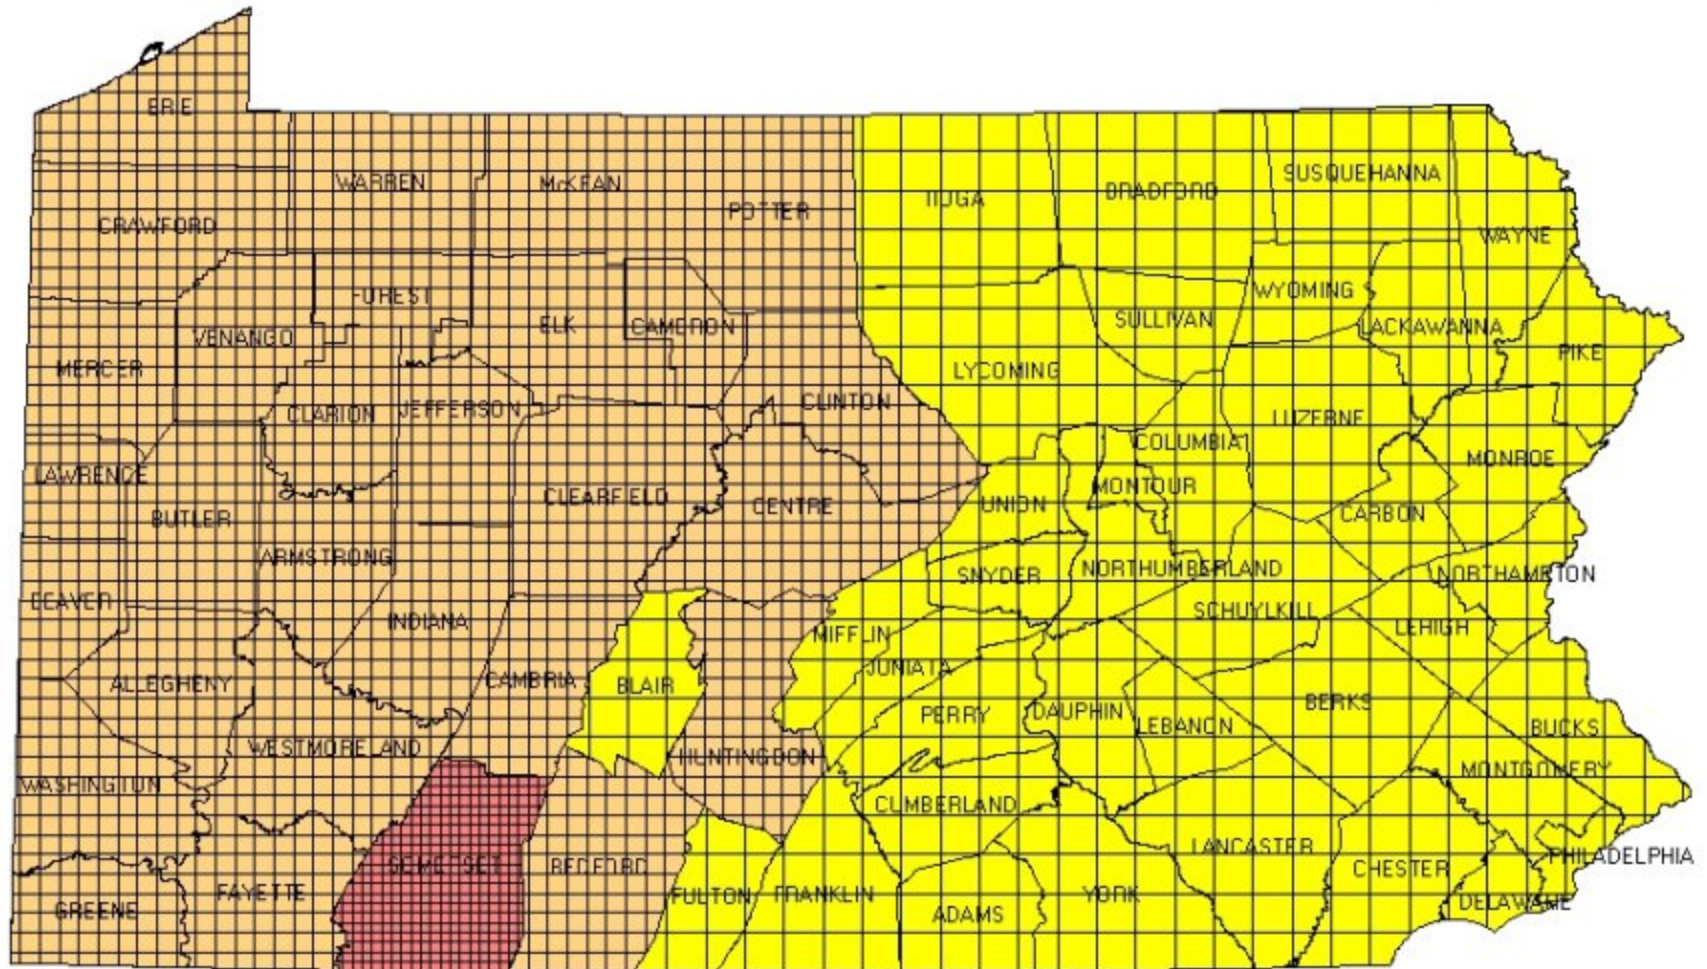 ERIE
WARREN
McKEAN
SUSQUEHANNA
BRADFORD
TIOGA
POTTER
CRAWFORD
WAYNE
FOREST
WYOMING
SULLIVAN
ELK
CAMERON
LACKAWANNA
VENANGO
PIKE
MERCER
LYCOMING
CLINTON
CLARION
JEFFERSON
LUZERNE
COLUMBIA
MONROE
LAWRENCE
MONTOUR
CLEARFIELD
CENTRE
UNION
CARBON
BUTLER
ARMSTRONG
NORTHUMBERLAND
SNYDER
NORTHAMPTON
BEAVER
SCHUYLKILL
INDIANA
LEHIGH
MIFFLIN
JUNIATA
ALLEGHENY
CAMBRIA
BLAIR
BERKS
PERRY
DAUPHIN
LEBANON
BUCKS
WESTMORELAND
HUNTINGDON
MONTGOMERY
WASHINGTON
CUMBERLAND
LANCASTER
PHILADELPHIA
SOMERSET
BEDFORD
CHESTER
FAYETTE
FULTON
FRANKLIN
YORK
DELAWARE
GREENE
ADAMS